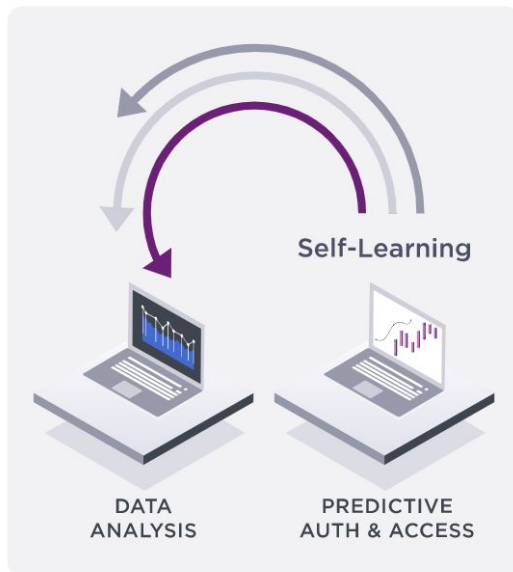 Self-Learning
DATA
ANALYSIS
PREDICTIVE
AUTH & ACCESS